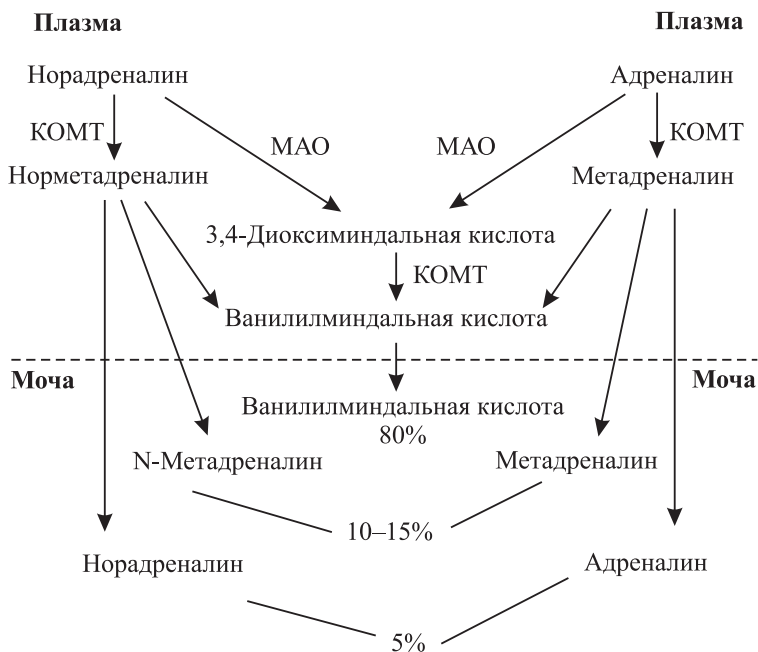 Плазма
Плазма
Норадреналин
Адреналин
КОМТ
МАО
МАО
КОМТ
Норметадреналин
Метадреналин
3,4-Диоксиминдальная кислота
КОМТ
Ванилилминдальная кислота
Моча
Моча
Ванилилминдальная кислота
80%
N-Метадреналин
Метадреналин
10–15%
Норадреналин
Адреналин
5%